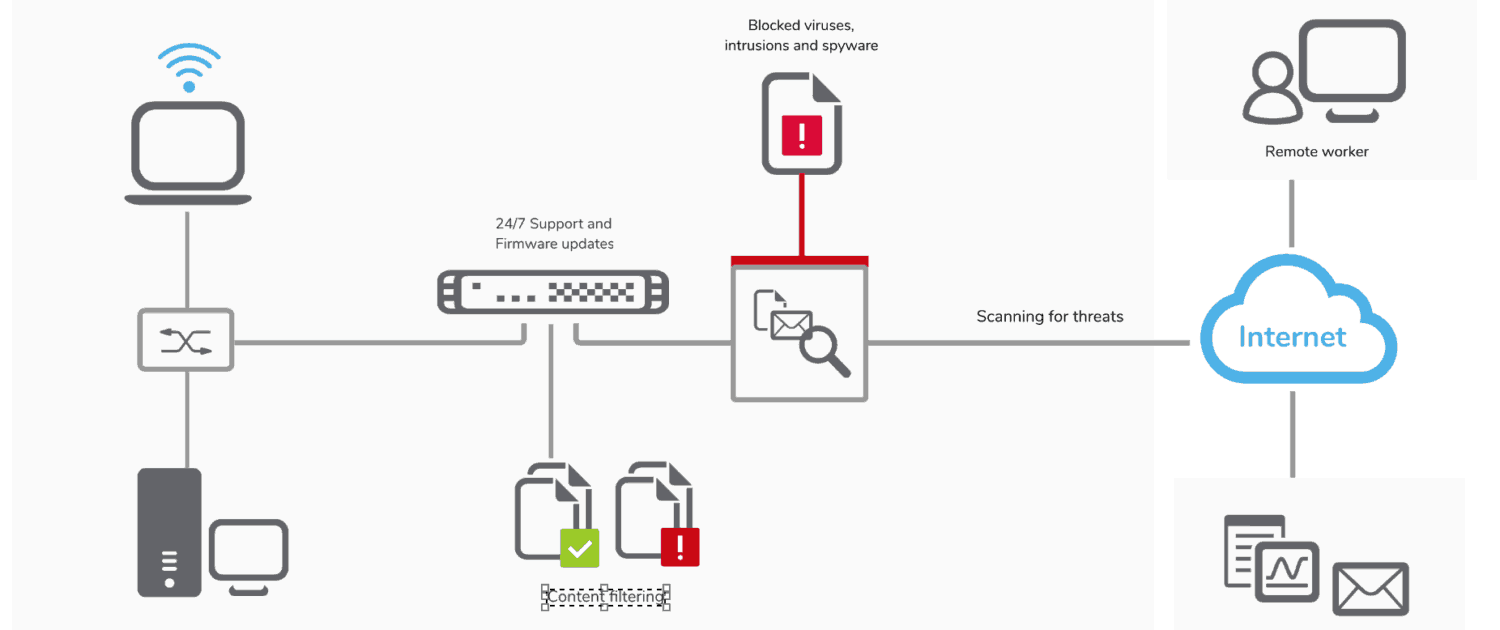 Blocked viruses,
intrusions and spyware
Remote worker
24/7 Support and
Firmware updates
Scanning for threats
Internet
Content filtering